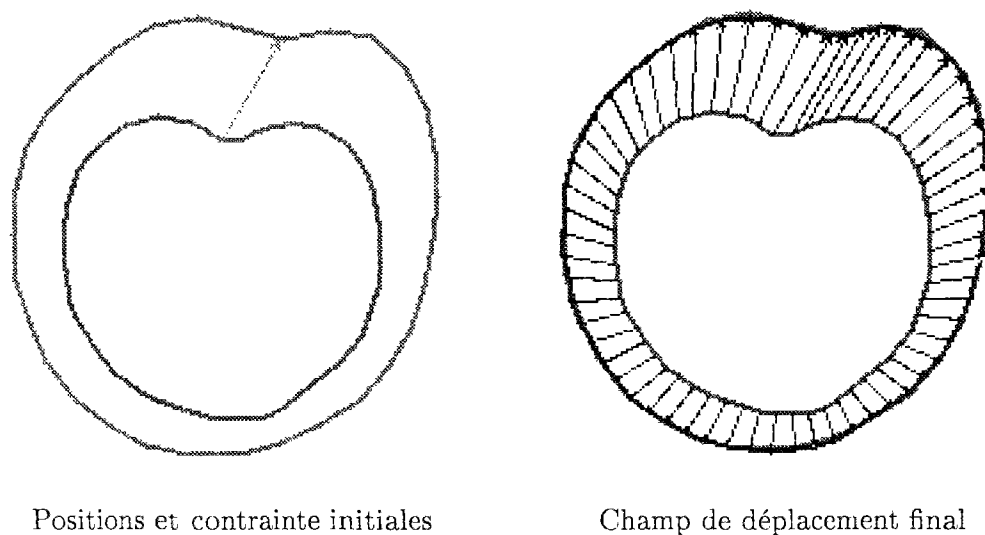 Positions et contrainte initiales
Champ de déplacement final